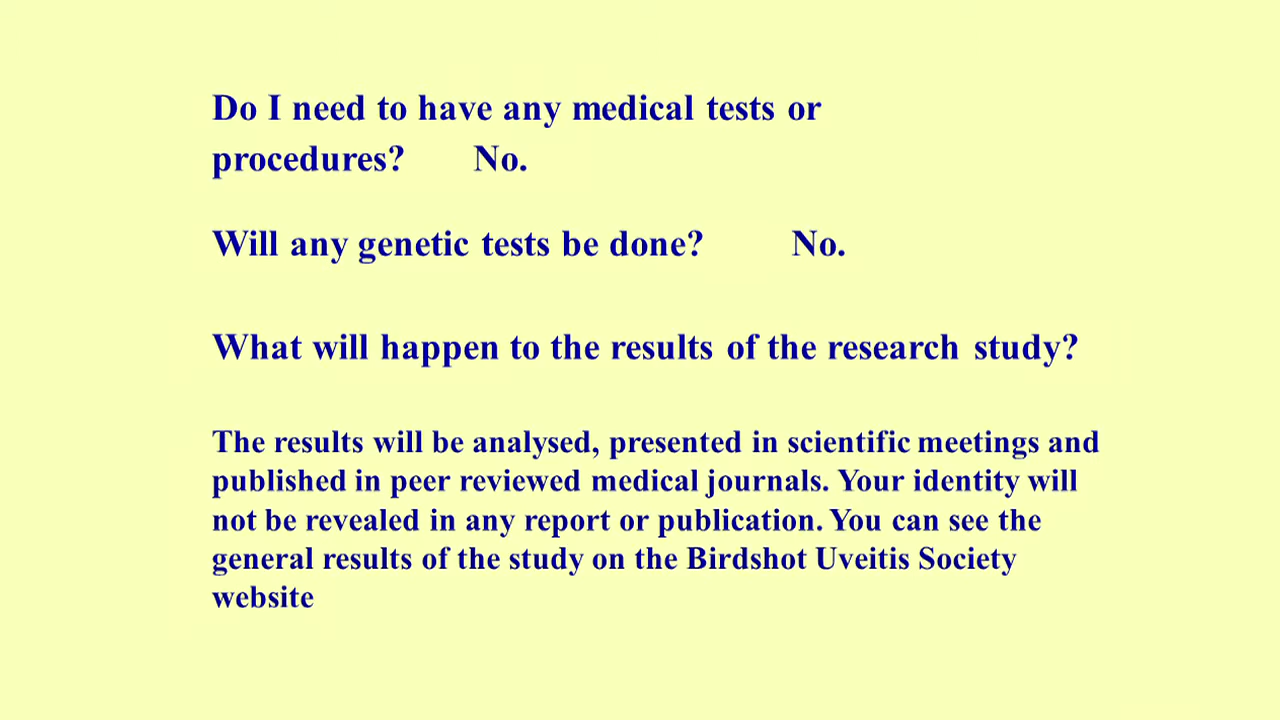 Do I need to have any medical tests or
procedures? No.
Will any genetic tests be done? No.
What will happen to the results of the research study?
The results will be analysed, presented in scientific meetings and
published in peer reviewed medical journals. Your identity will
not be revealed in any report or publication. You can see the
general results of the study on the Birdshot Uveitis Society
website